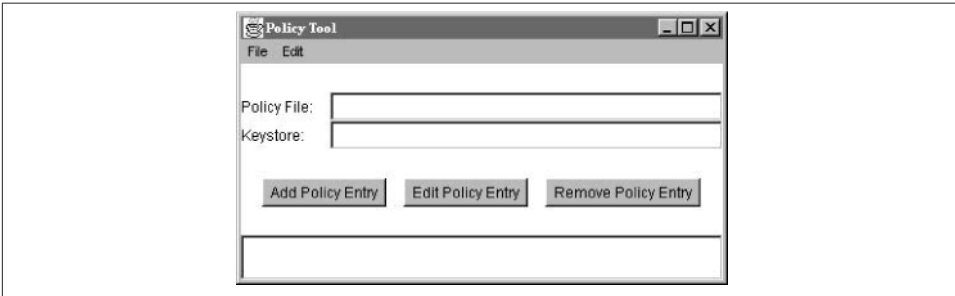 Policy Tool
File Edit
Policy File:
Keystore:
Add Policy Entry Edit Policy Entry Remove Policy Entry